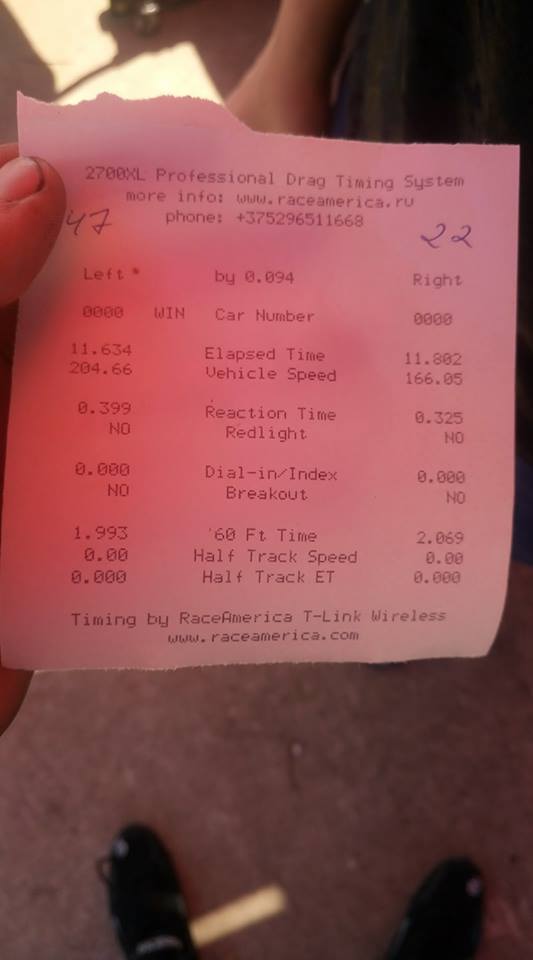 2700XL Professional Drag Timing System
more info: www.raceamerica.ru
phone: +375296511668
47 22
Left * by 0.094 Right
0000 WIN Car Number 0000
11.634 Elapsed Time 11.802
204.66 Vehicle Speed 166.05
0.399 Reaction Time 0.325
NO Redlight NO
0.000 Dial-in/Index 0.000
NO Breakout NO
1.993 '60 Ft Time 2.069
0.00 Half Track Speed 0.00
0.000 Half Track ET 0.000
Timing by RaceAmerica T-Link Wireless
www.raceamerica.com